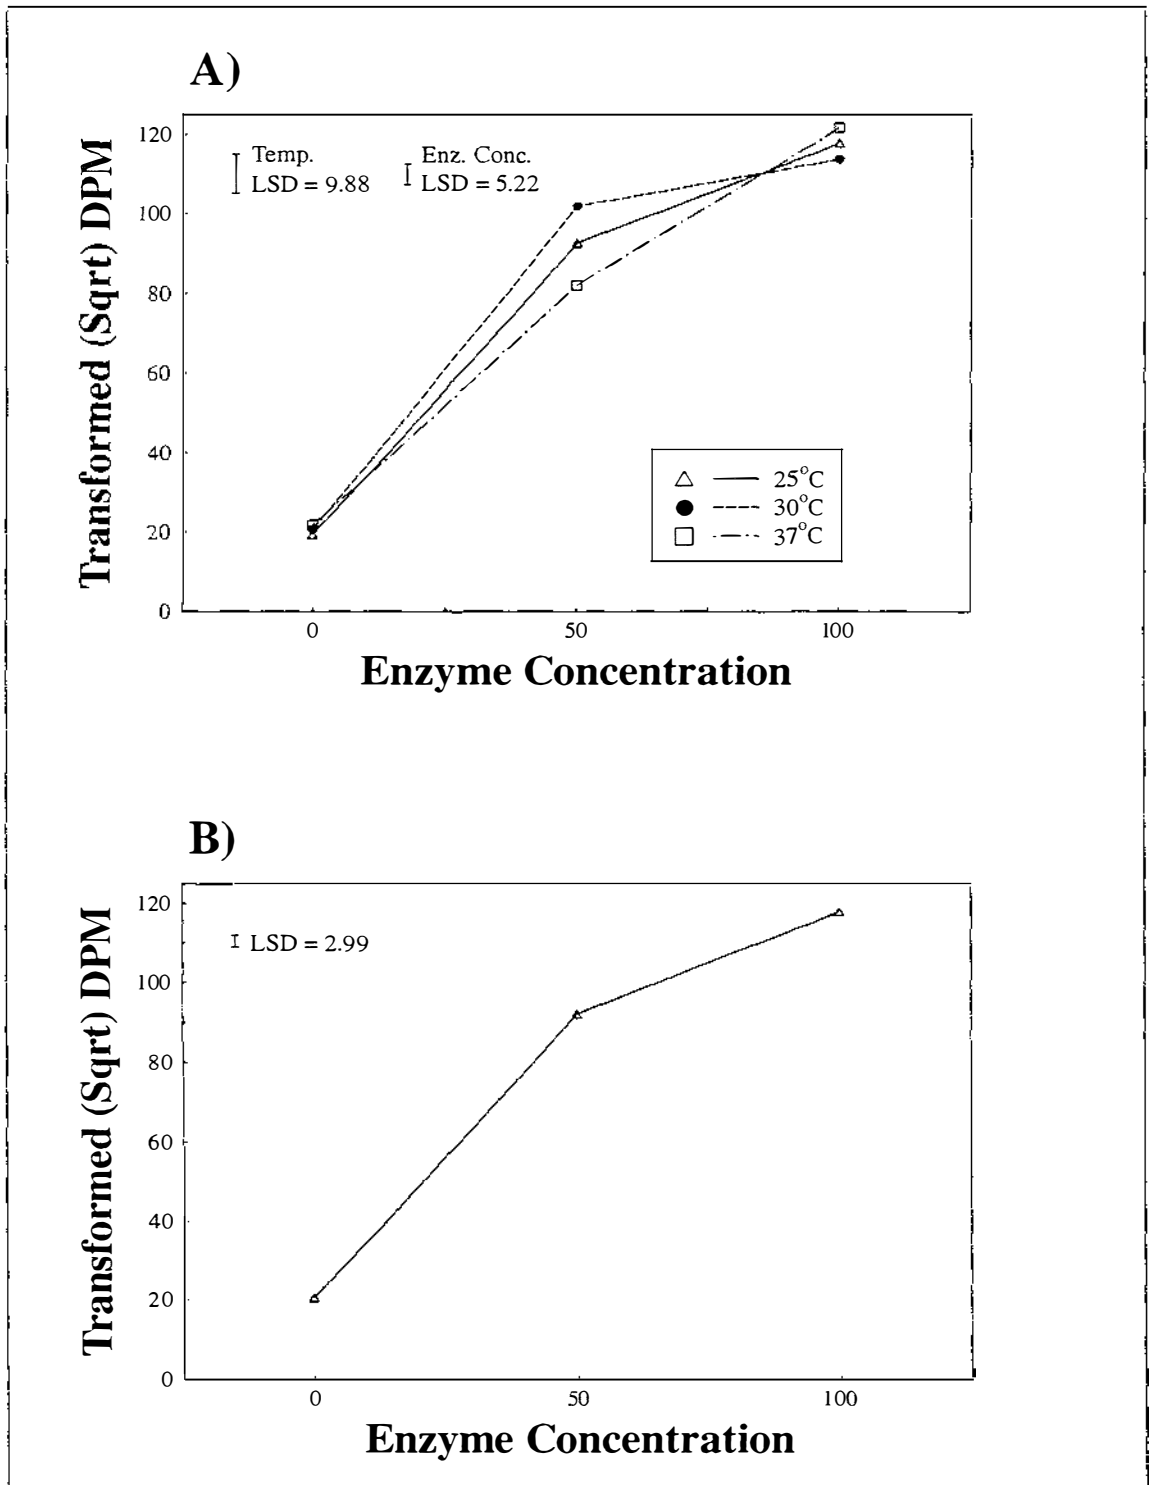 A)
Transformed (Sqrt) DPM
120
100
80
60
40
20
0
Temp.
LSD = 9.88
Enz. Conc.
LSD = 5.22
25°C
30°C
37°C
0 50 100
Enzyme Concentration
B)
Transformed (Sqrt) DPM
120
100
80
60
40
20
0
LSD = 2.99
0 50 100
Enzyme Concentration